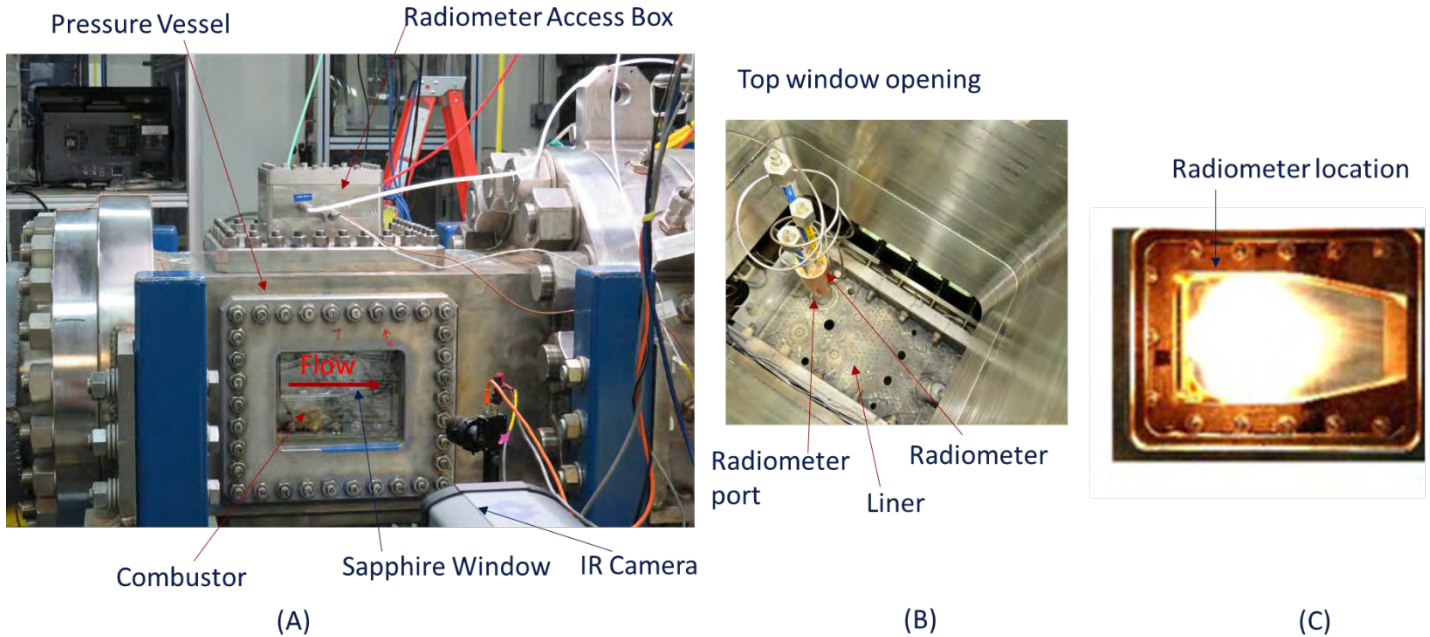 Pressure Vessel
Radiometer Access Box
Flow
Combustor
Sapphire Window
IR Camera
(A)
Top window opening
Radiometer
port
Liner
Radiometer
(B)
Radiometer location
(C)